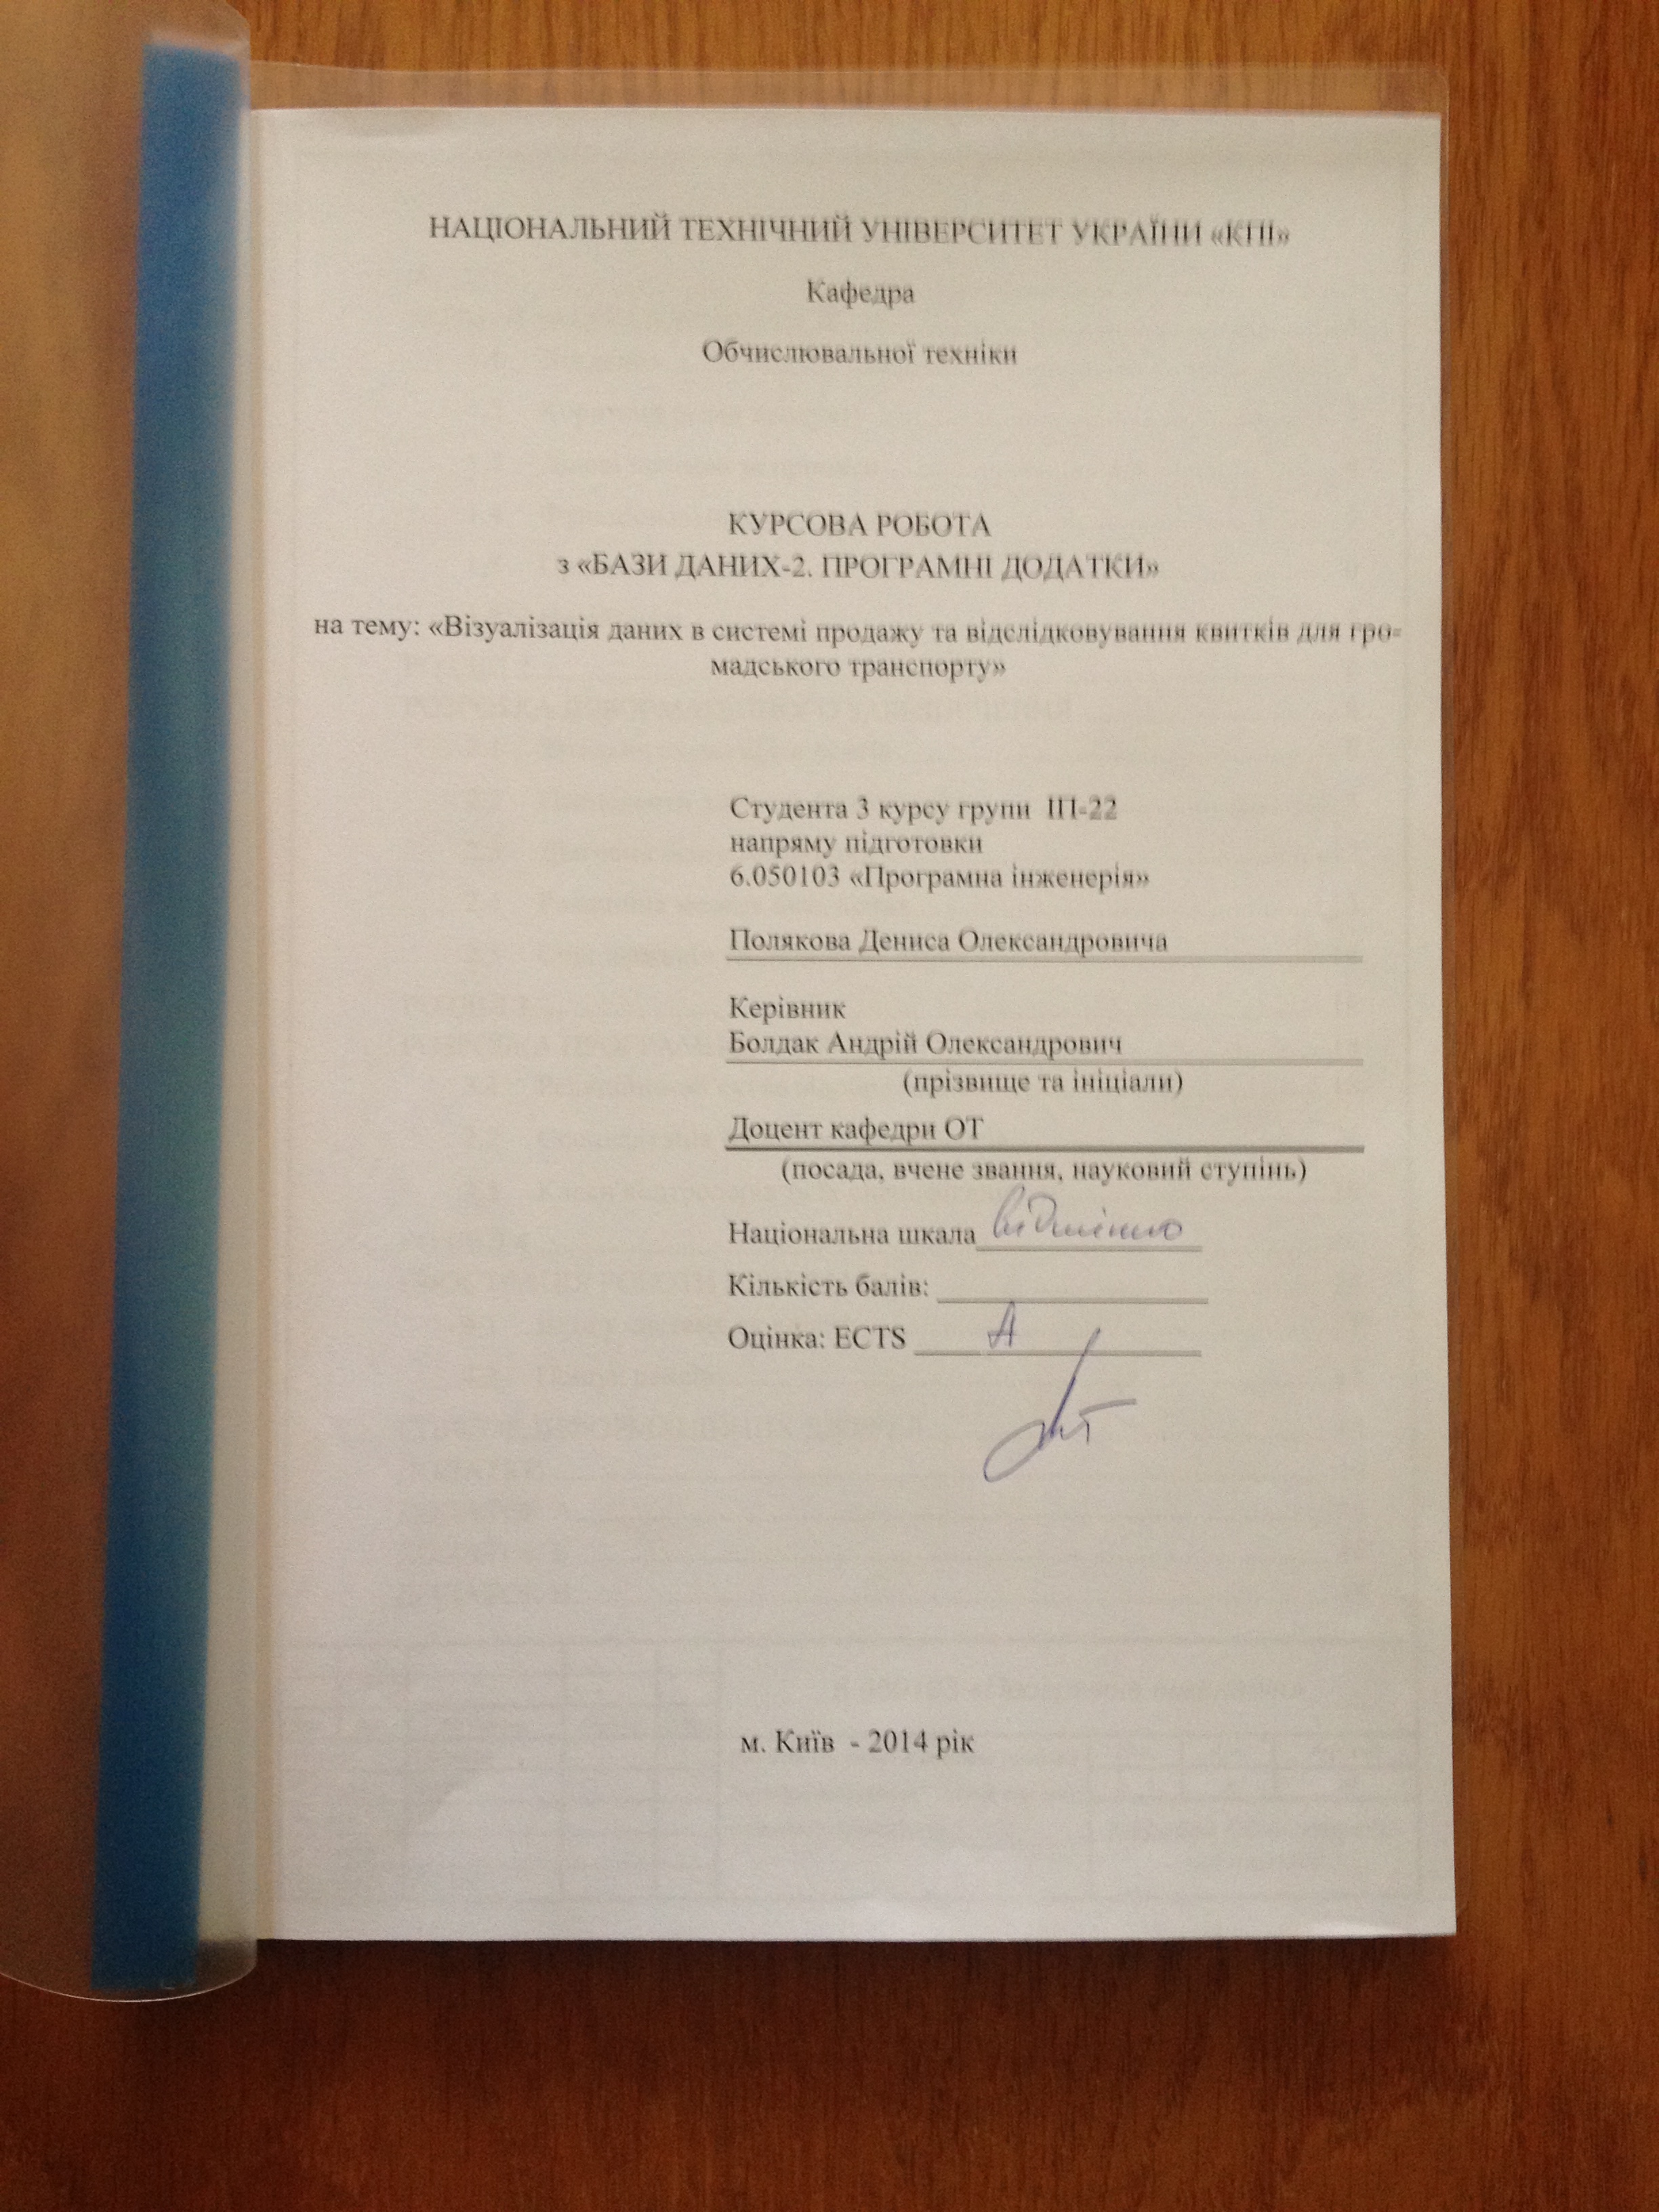 НАЦІОНАЛЬНИЙ ТЕХНІЧНИЙ УНІВЕРСИТЕТ УКРАЇНИ «КПІ»
Кафедра
Обчислювальної техніки
КУРСОВА РОБОТА
з «БАЗИ ДАНИХ-2. ПРОГРАМНІ ДОДАТКИ»
на тему: «Візуалізація даних в системі продажу та відслідковування квитків для гро-
мадського транспорту»
Студента 3 курсу групи ІП-22
напряму підготовки
6.050103 «Програмна інженерія»
Полякова Дениса Олександровича
Керівник
Болдак Андрій Олександрович
(прізвище та ініціали)
Доцент кафедри ОТ
(посада, вчене звання, науковий ступінь)
Національна шкала відмінно
Кількість балів:
Оцінка: ECTS А
м. Київ - 2014 рік